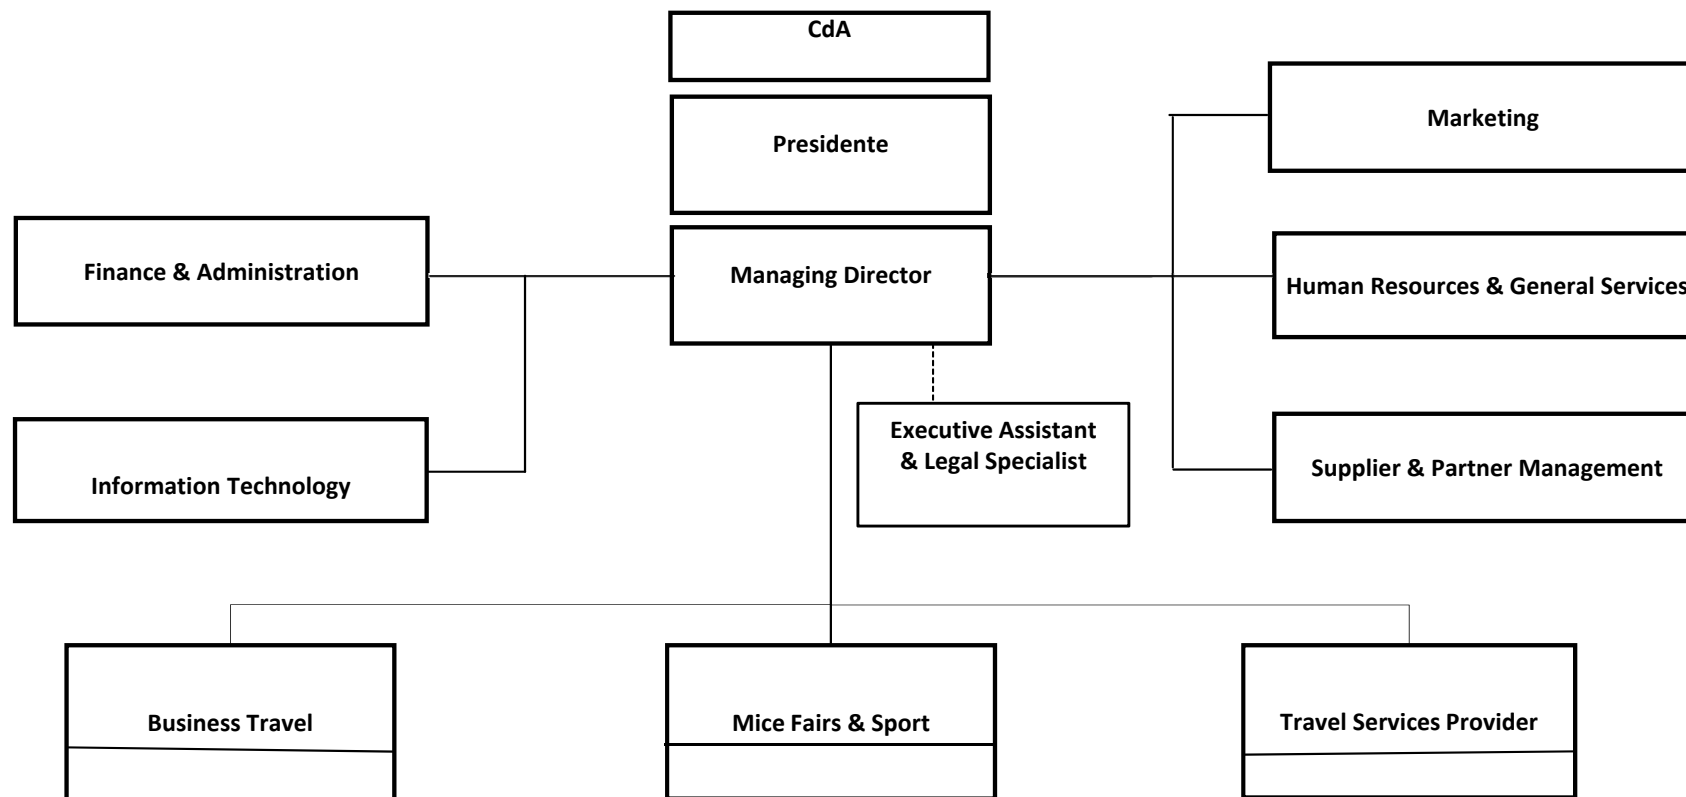 CdA
Presidente
Marketing
Finance & Administration
Managing Director
Human Resources & General Services
Executive Assistant
& Legal Specialist
Information Technology
Supplier & Partner Management
Business Travel
Mice Fairs & Sport
Travel Services Provider